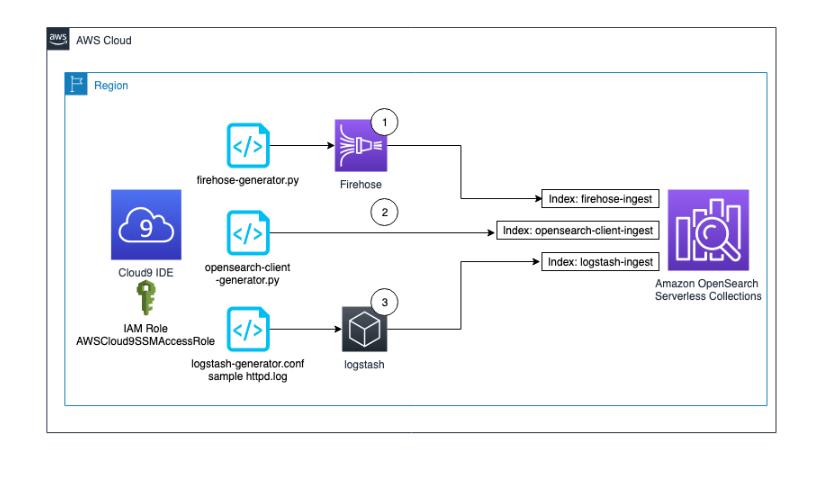 aws
AWS Cloud
Region
1
</>
firehose-generator.py
Firehose
Index: firehose-ingest
2
9
</>
Index: opensearch-client-ingest
Cloud9 IDE
opensearch-client
-generator.py
Index: logstash-ingest
Amazon OpenSearch
Serverless Collections
3
IAM Role
AWSCloud9SSMAccessRole
</>
logstash-generator.conf
sample httpd.log
logstash